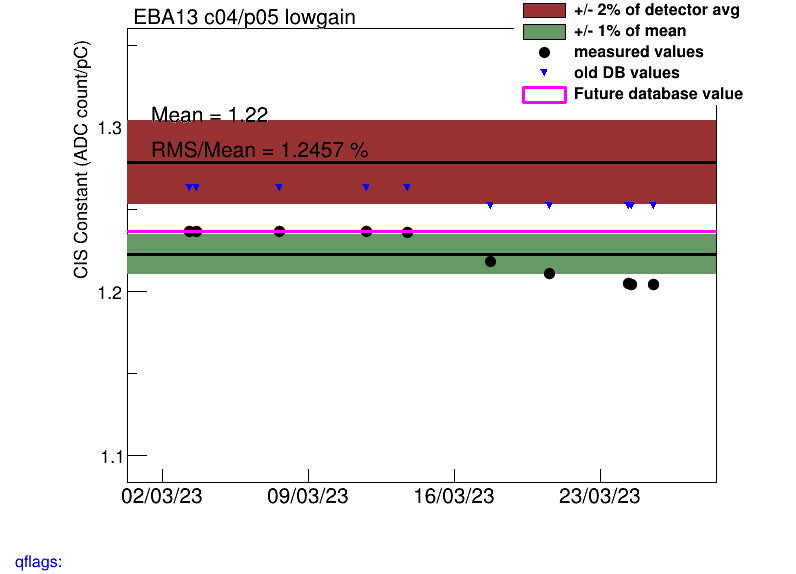 EBA13 c04/p05 lowgain
+/- 2% of detector avg
+/- 1% of mean
measured values
old DB values
Future database value
CIS Constant (ADC count/pC)
Mean = 1.22
RMS/Mean = 1.2457 %
1.3
1.2
1.1
02/03/23 09/03/23 16/03/23 23/03/23
qflags: